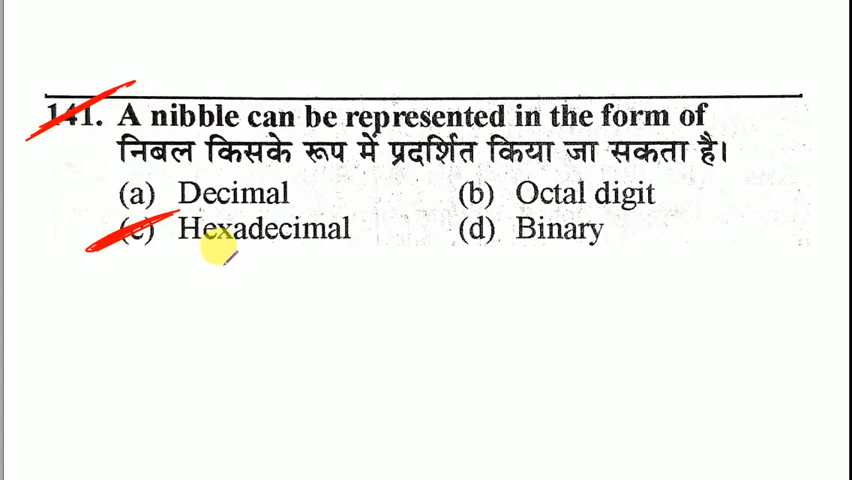 141. A nibble can be represented in the form of
निबल किसके रूप में प्रदर्शित किया जा सकता है।
(a) Decimal (b) Octal digit
(c) Hexadecimal (d) Binary